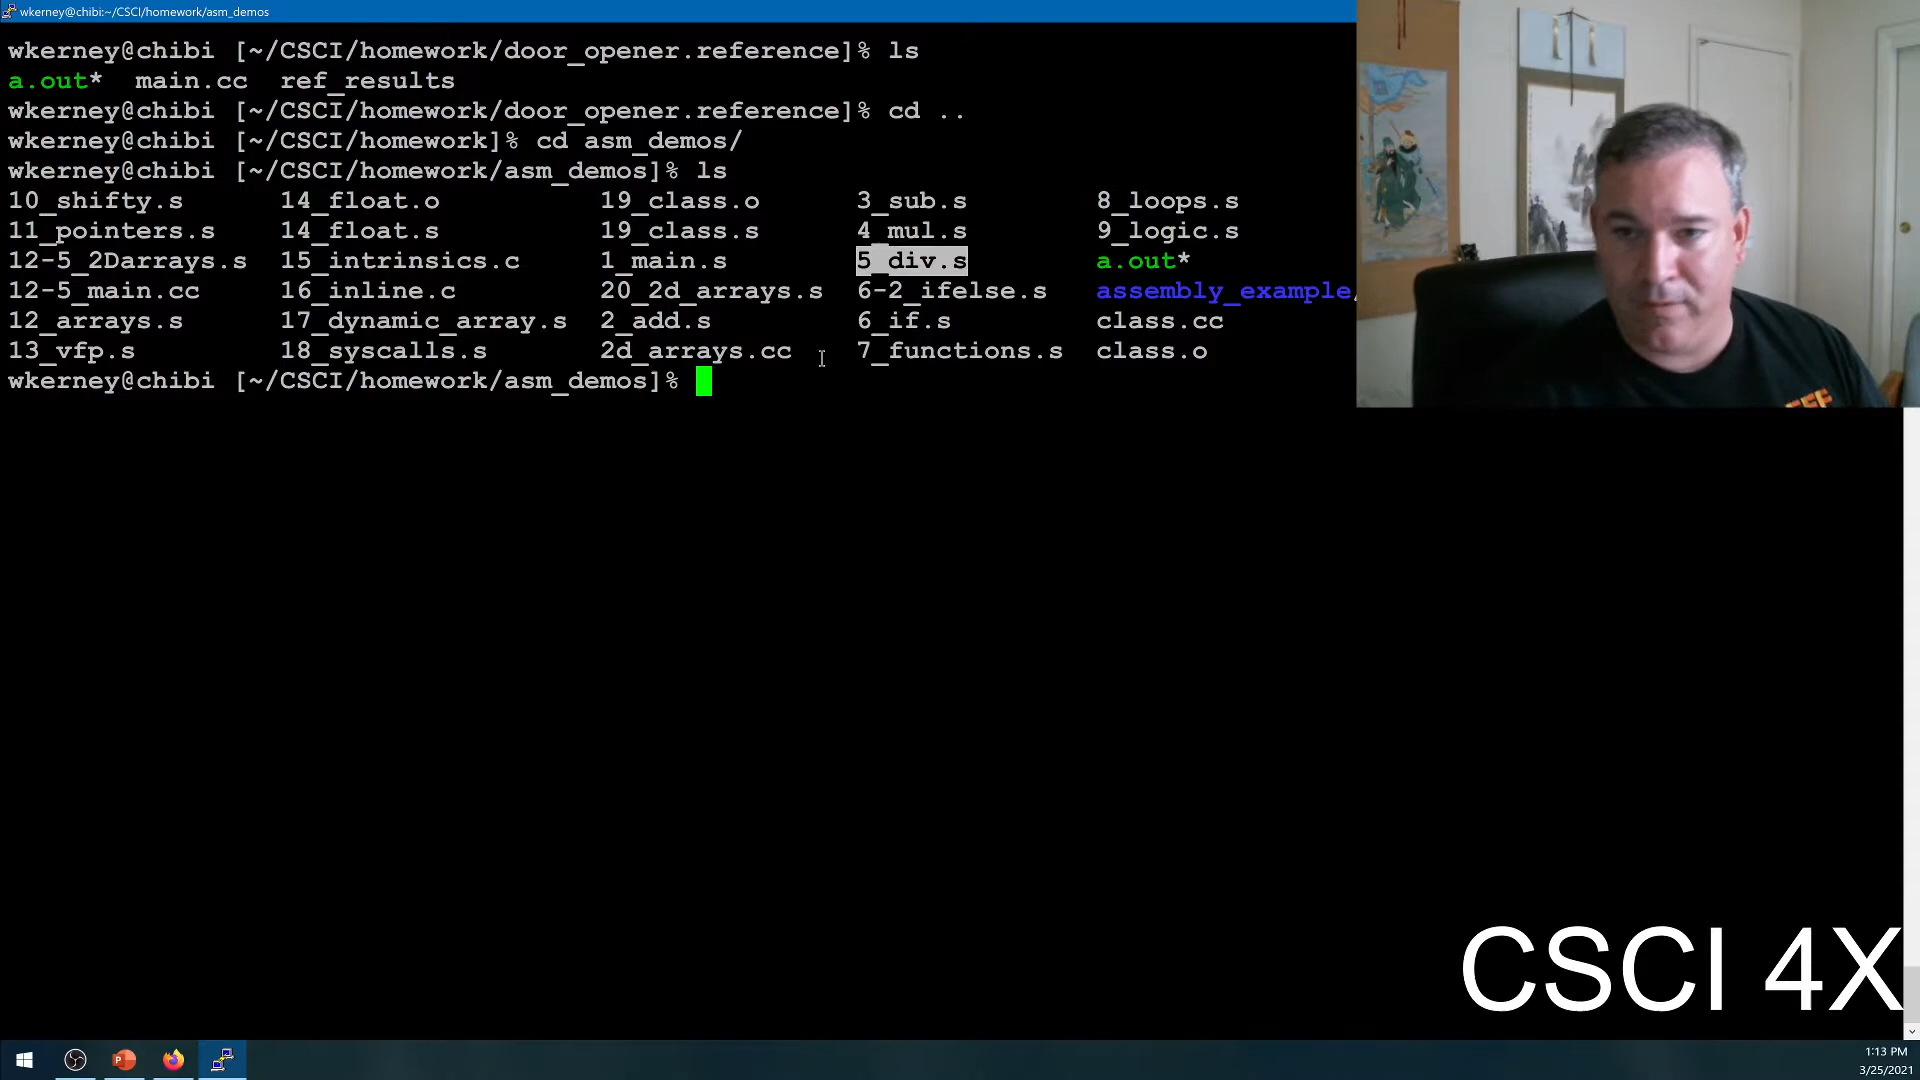 wkerney@chibi:~/CSCI/homework/asm_demos
wkerney@chibi [~/CSCI/homework/door_opener.reference]% ls
a.out*  main.cc  ref_results
wkerney@chibi [~/CSCI/homework/door_opener.reference]% cd ..
wkerney@chibi [~/CSCI/homework]% cd asm_demos/
wkerney@chibi [~/CSCI/homework/asm_demos]% ls
10_shifty.s  14_float.o  19_class.o  3_sub.s  8_loops.s
11_pointers.s  14_float.s  19_class.s  4_mul.s  9_logic.s
12-5_2Darrays.s  15_intrinsics.c  1_main.s  5_div.s  a.out*
12-5_main.cc  16_inline.c  20_2d_arrays.s  6-2_ifelse.s  assembly_example
12_arrays.s  17_dynamic_array.s  2_add.s  6_if.s  class.cc
13_vfp.s  18_syscalls.s  2d_arrays.cc  7_functions.s  class.o
wkerney@chibi [~/CSCI/homework/asm_demos]%
CSCI 4X
1:13 PM
3/25/2021